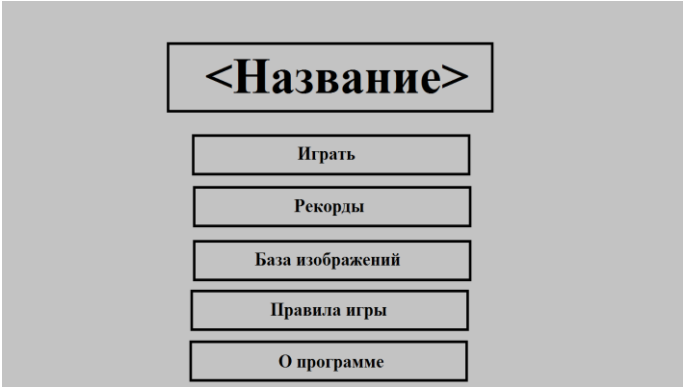 <Название>
Играть
Рекорды
База изображений
Правила игры
О программе